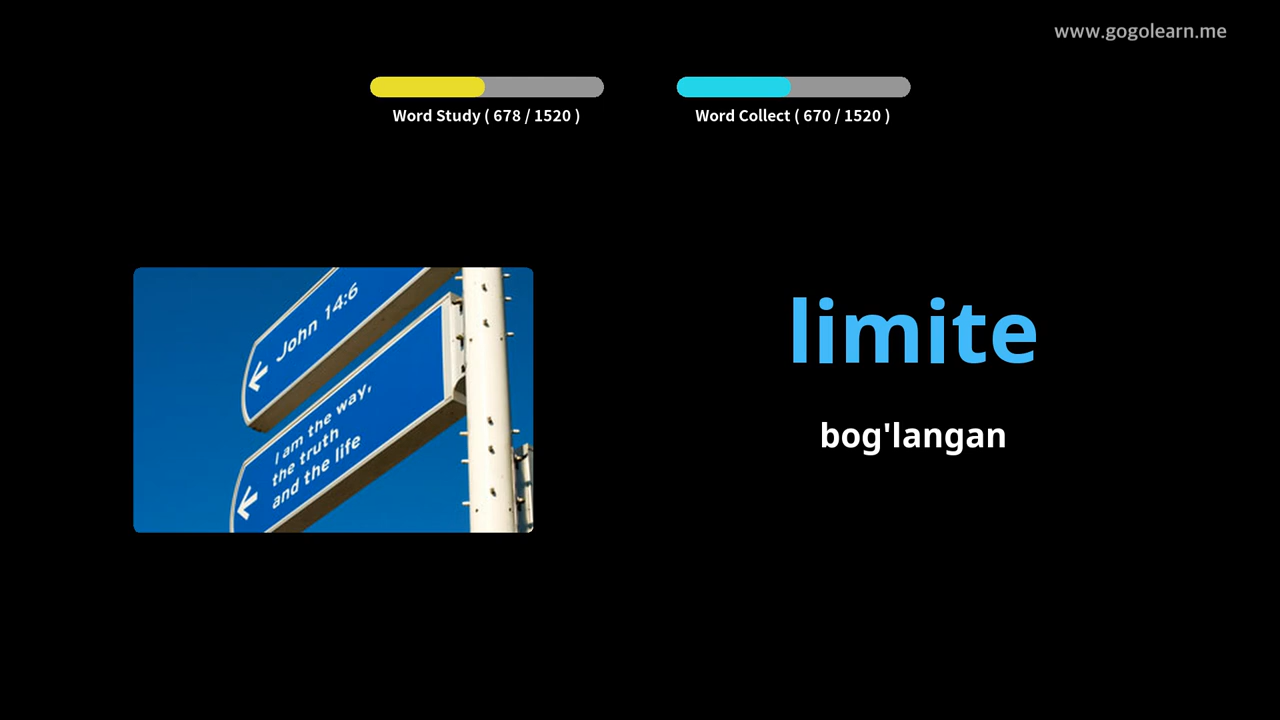 www.gogolearn.me
Word Study ( 678 / 1520 )
Word Collect ( 670 / 1520 )
John 14:6
I am the way,
the truth
and the life
limite
bog'langan